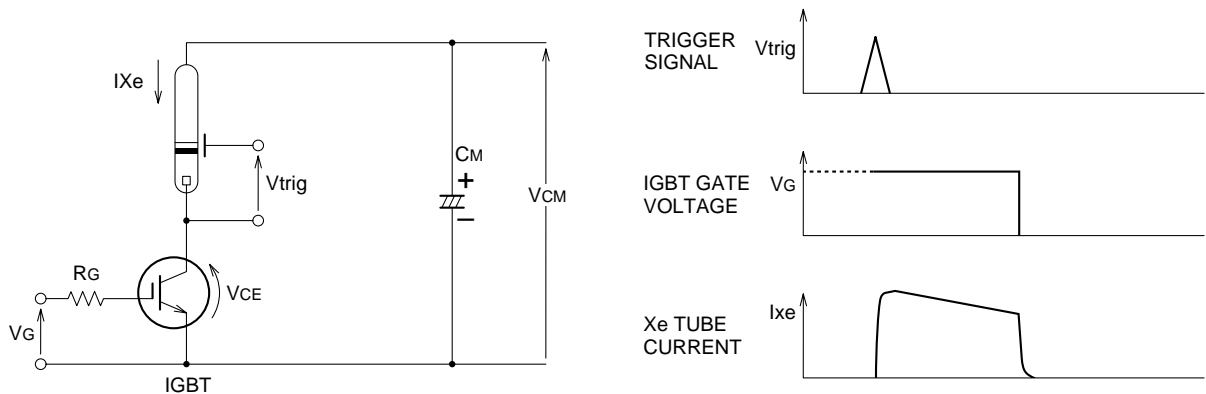 IXe
Vtrig
CM
+
–
VCM
RG
VCE
VG
IGBT
TRIGGER
SIGNAL
Vtrig
IGBT GATE
VOLTAGE
VG
Xe TUBE
CURRENT
Ixe